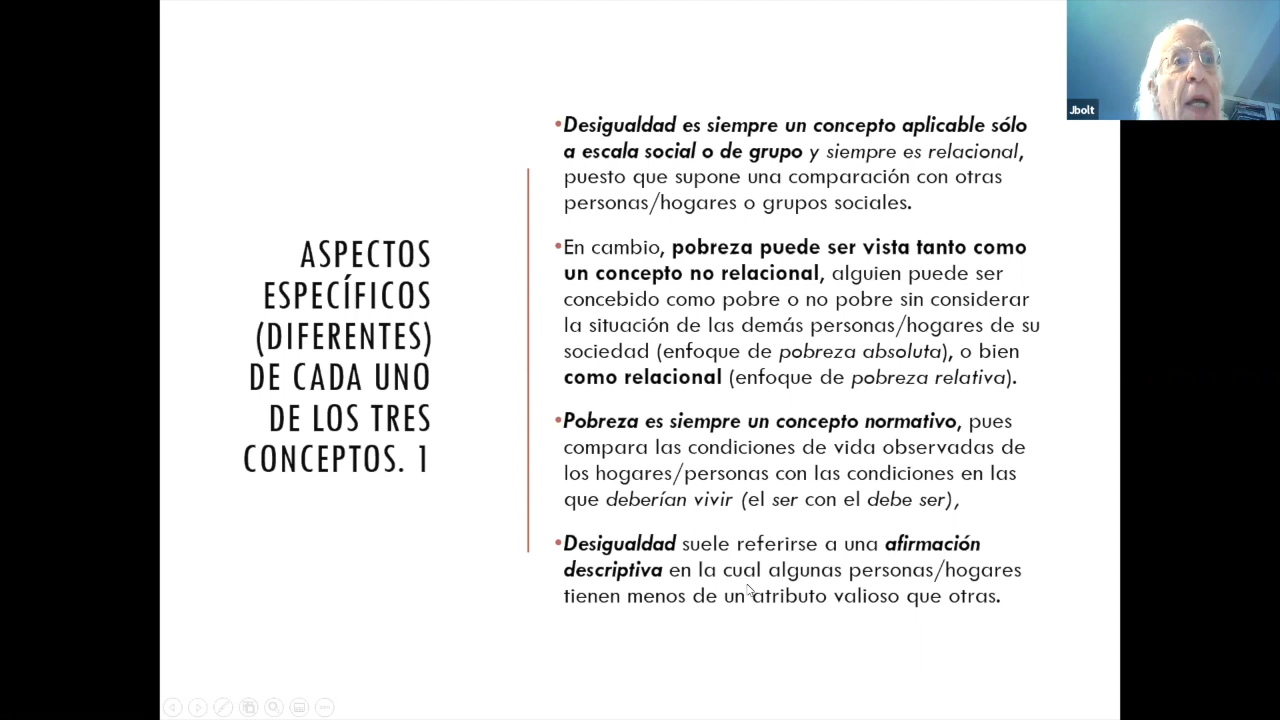 Jbolt
ASPECTOS
ESPECÍFICOS
(DIFERENTES)
DE CADA UNO
DE LOS TRES
CONCEPTOS. 1
•Desigualdad es siempre un concepto aplicable sólo
a escala social o de grupo y siempre es relacional,
puesto que supone una comparación con otras
personas/hogares o grupos sociales.
•En cambio, pobreza puede ser vista tanto como
un concepto no relacional, alguien puede ser
concebido como pobre o no pobre sin considerar
la situación de las demás personas/hogares de su
sociedad (enfoque de pobreza absoluta), o bien
como relacional (enfoque de pobreza relativa).
•Pobreza es siempre un concepto normativo, pues
compara las condiciones de vida observadas de
los hogares/personas con las condiciones en las
que deberían vivir (el ser con el debe ser),
•Desigualdad suele referirse a una afirmación
descriptiva en la cual algunas personas/hogares
tienen menos de un atributo valioso que otras.